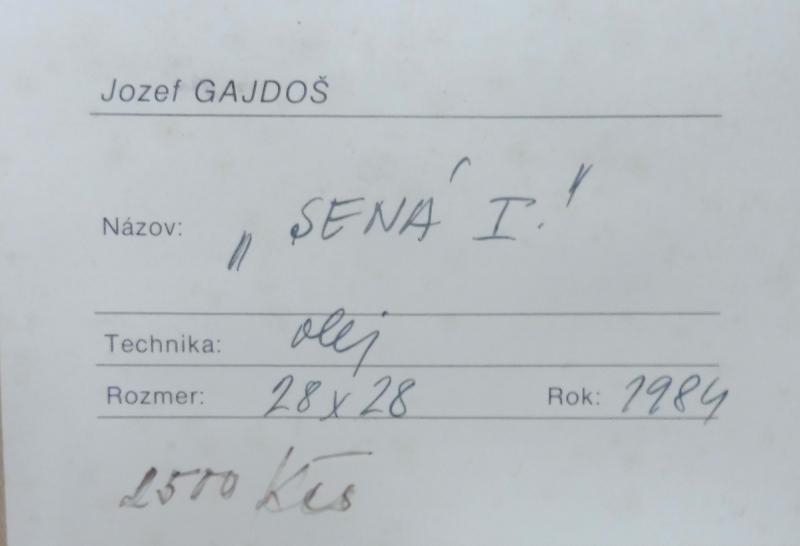 Jozef GAJDOŠ
Názov: „SENÁ I."
Technika: olej
Rozmer: 28 x 28 Rok: 1984
2500 Kčs